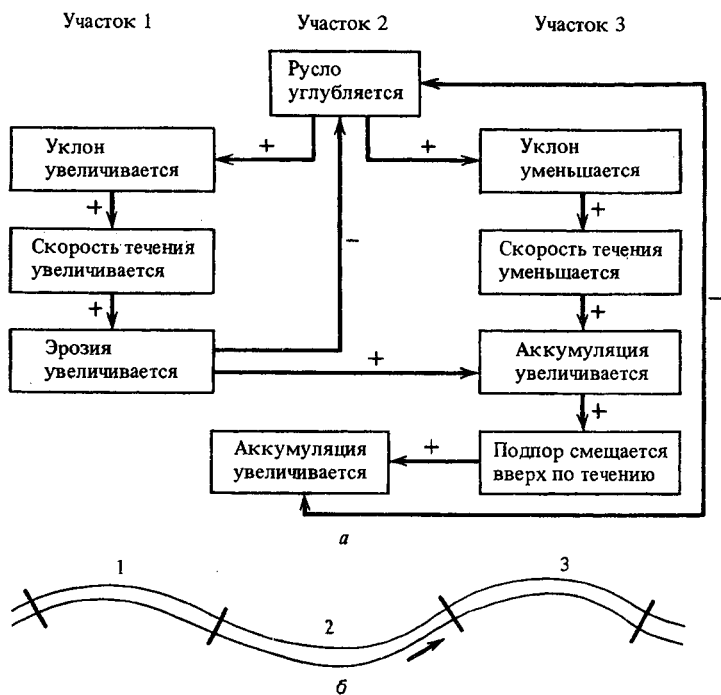 Участок 1 Участок 2 Участок 3
Русло
углубляется
+ +
Уклон
увеличивается
Уклон
уменьшается
+ − +
Скорость течения
увеличивается
Скорость течения
уменьшается
−
+ +
Эрозия
увеличивается
+
Аккумуляция
увеличивается
+
Аккумуляция
увеличивается
+
Подпор смещается
вверх по течению
а
1
3
2
б